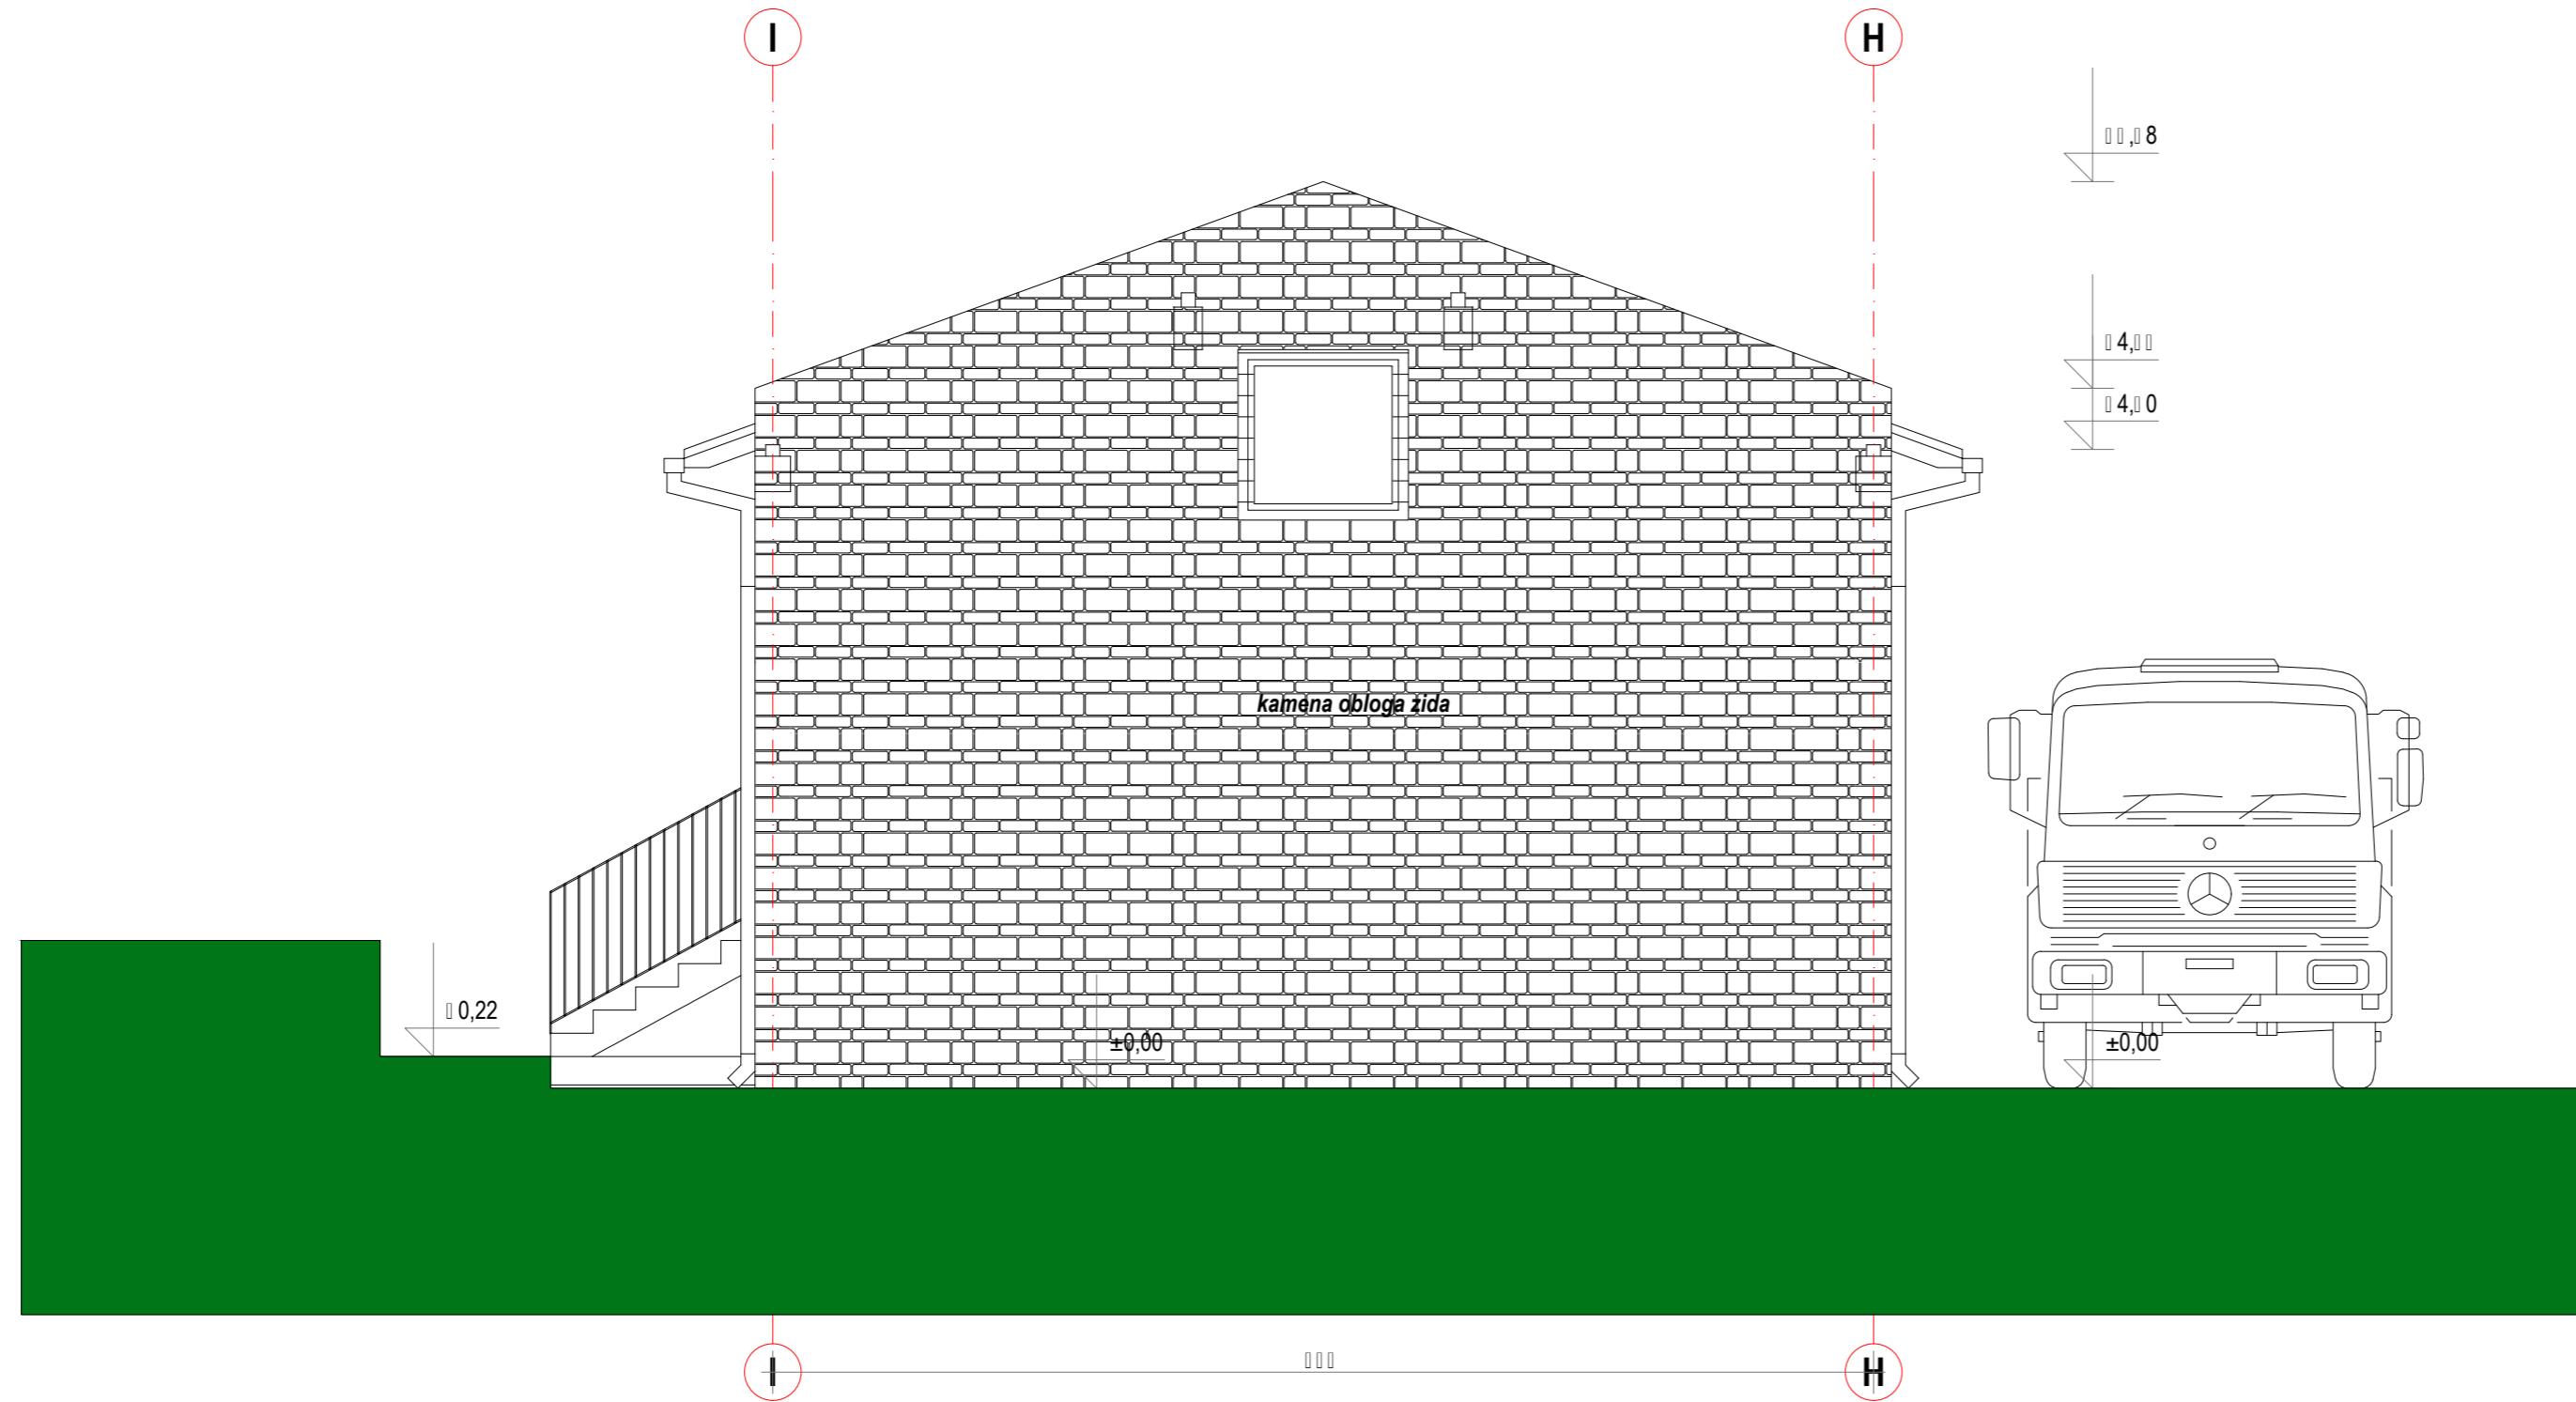 I
H
8
4,
4, 0
kamena obloga zida
0,22
±0,00
±0,00
I
H